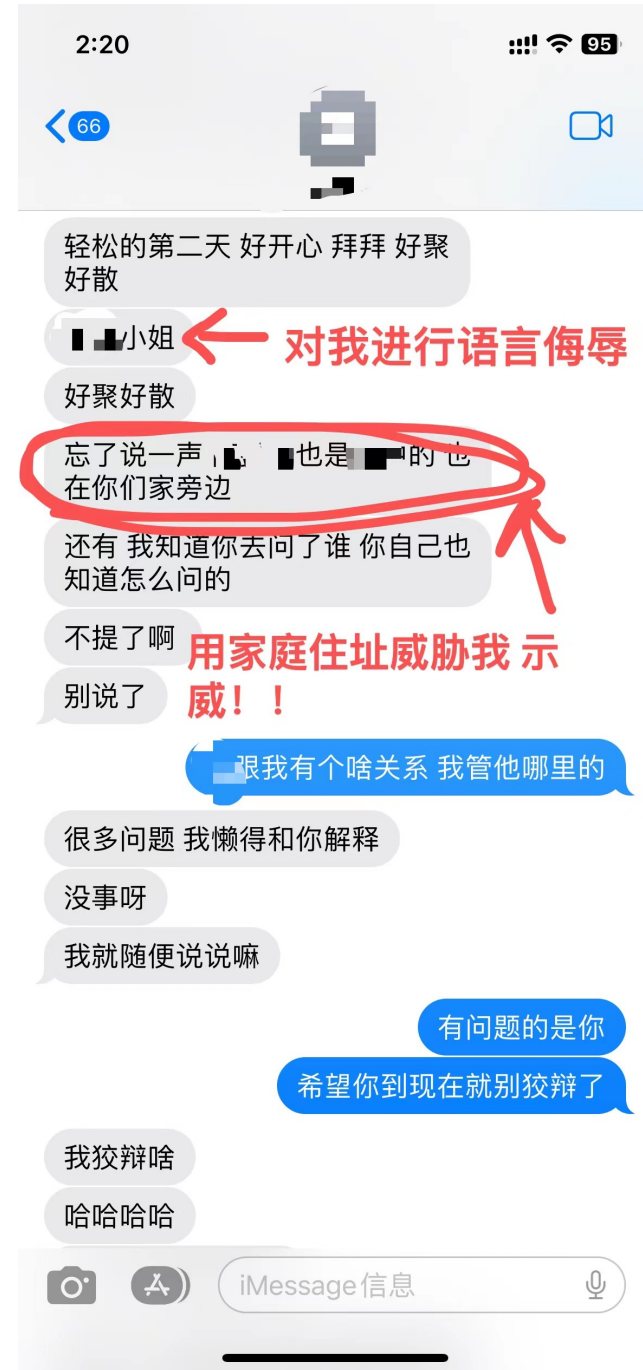 2:20
95
66
轻松的第二天 好开心 拜拜 好聚
好散
小姐
对我进行语言侮辱
好聚好散
忘了说一声 也是 的 也
在你们家旁边
还有 我知道你去问了谁 你自己也
知道怎么问的
不提了啊
用家庭住址威胁我 示
威！！
别说了
跟我有个啥关系 我管他哪里的
很多问题 我懒得和你解释
没事呀
我就随便说说嘛
有问题的是你
希望你到现在就别狡辩了
我狡辩啥
哈哈哈哈
iMessage信息